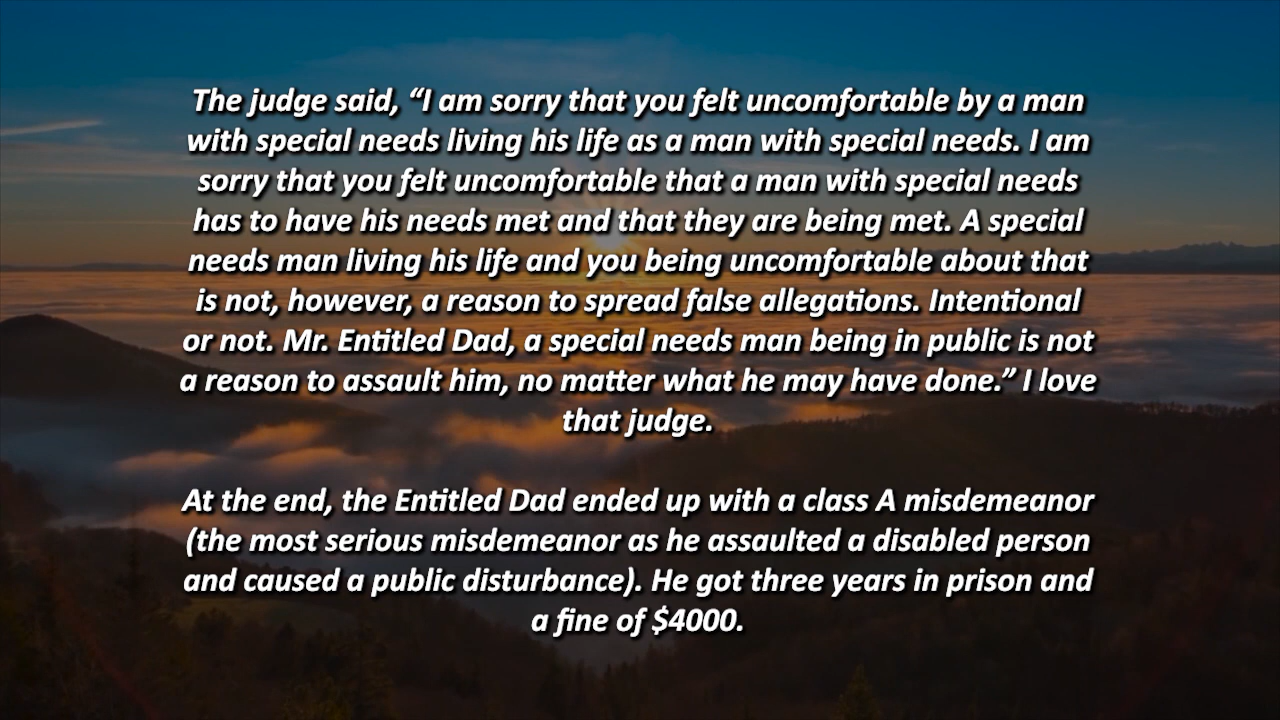 The judge said, “I am sorry that you felt uncomfortable by a man
with special needs living his life as a man with special needs. I am
sorry that you felt uncomfortable that a man with special needs
has to have his needs met and that they are being met. A special
needs man living his life and you being uncomfortable about that
is not, however, a reason to spread false allegations. Intentional
or not. Mr. Entitled Dad, a special needs man being in public is not
a reason to assault him, no matter what he may have done.” I love
that judge.
At the end, the Entitled Dad ended up with a class A misdemeanor
(the most serious misdemeanor as he assaulted a disabled person
and caused a public disturbance). He got three years in prison and
a fine of $4000.